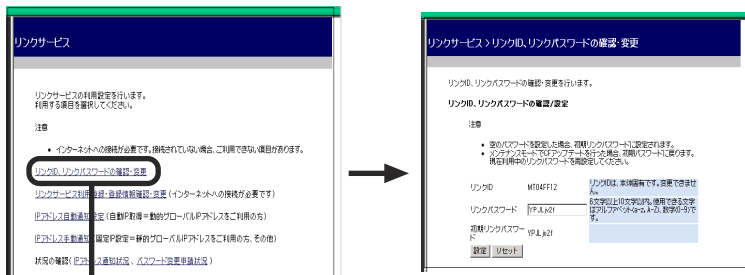 リンクサービス
リンクサービスの利用設定を行います。
利用する項目を選択してください。
注意
• インターネットへの接続が必要です。接続されていない場合、ご利用できない項目があります。
リンクID、リンクパスワードの確認・変更
リンクサービス利用登録・登録情報確認・変更 (インターネットへの接続が必要です)
IPアドレス自動通知設定 (自動IP取得=動的グローバルIPアドレスをご利用の方)
IPアドレス手動通知 (固定IP設定=静的グローバルIPアドレスをご利用の方、その他)
状況の確認 (IPアドレス通知状況、パスワード変更申請状況)
リンクサービス > リンクID、リンクパスワードの確認・変更
リンクID、リンクパスワードの確認・変更を行います。
リンクID、リンクパスワードの確認/設定
注意
• 空のパスワードを設定した場合、初期リンクパスワードに設定されます。
• メンテナンスモードでCFアップデートを行った場合、初期パスワードに戻ります。
現在利用中のリンクパスワードを再設定してください。
リンクID MT04FF12 リンクIDは、本体固有です。変更できません。
リンクパスワード YPJLjv2f 6文字以上10文字以内。使用できる文字はアルファベット(a-z, A-Z)、数字(0-9)です。
初期リンクパスワード YPJLjv2f
設定 リセット